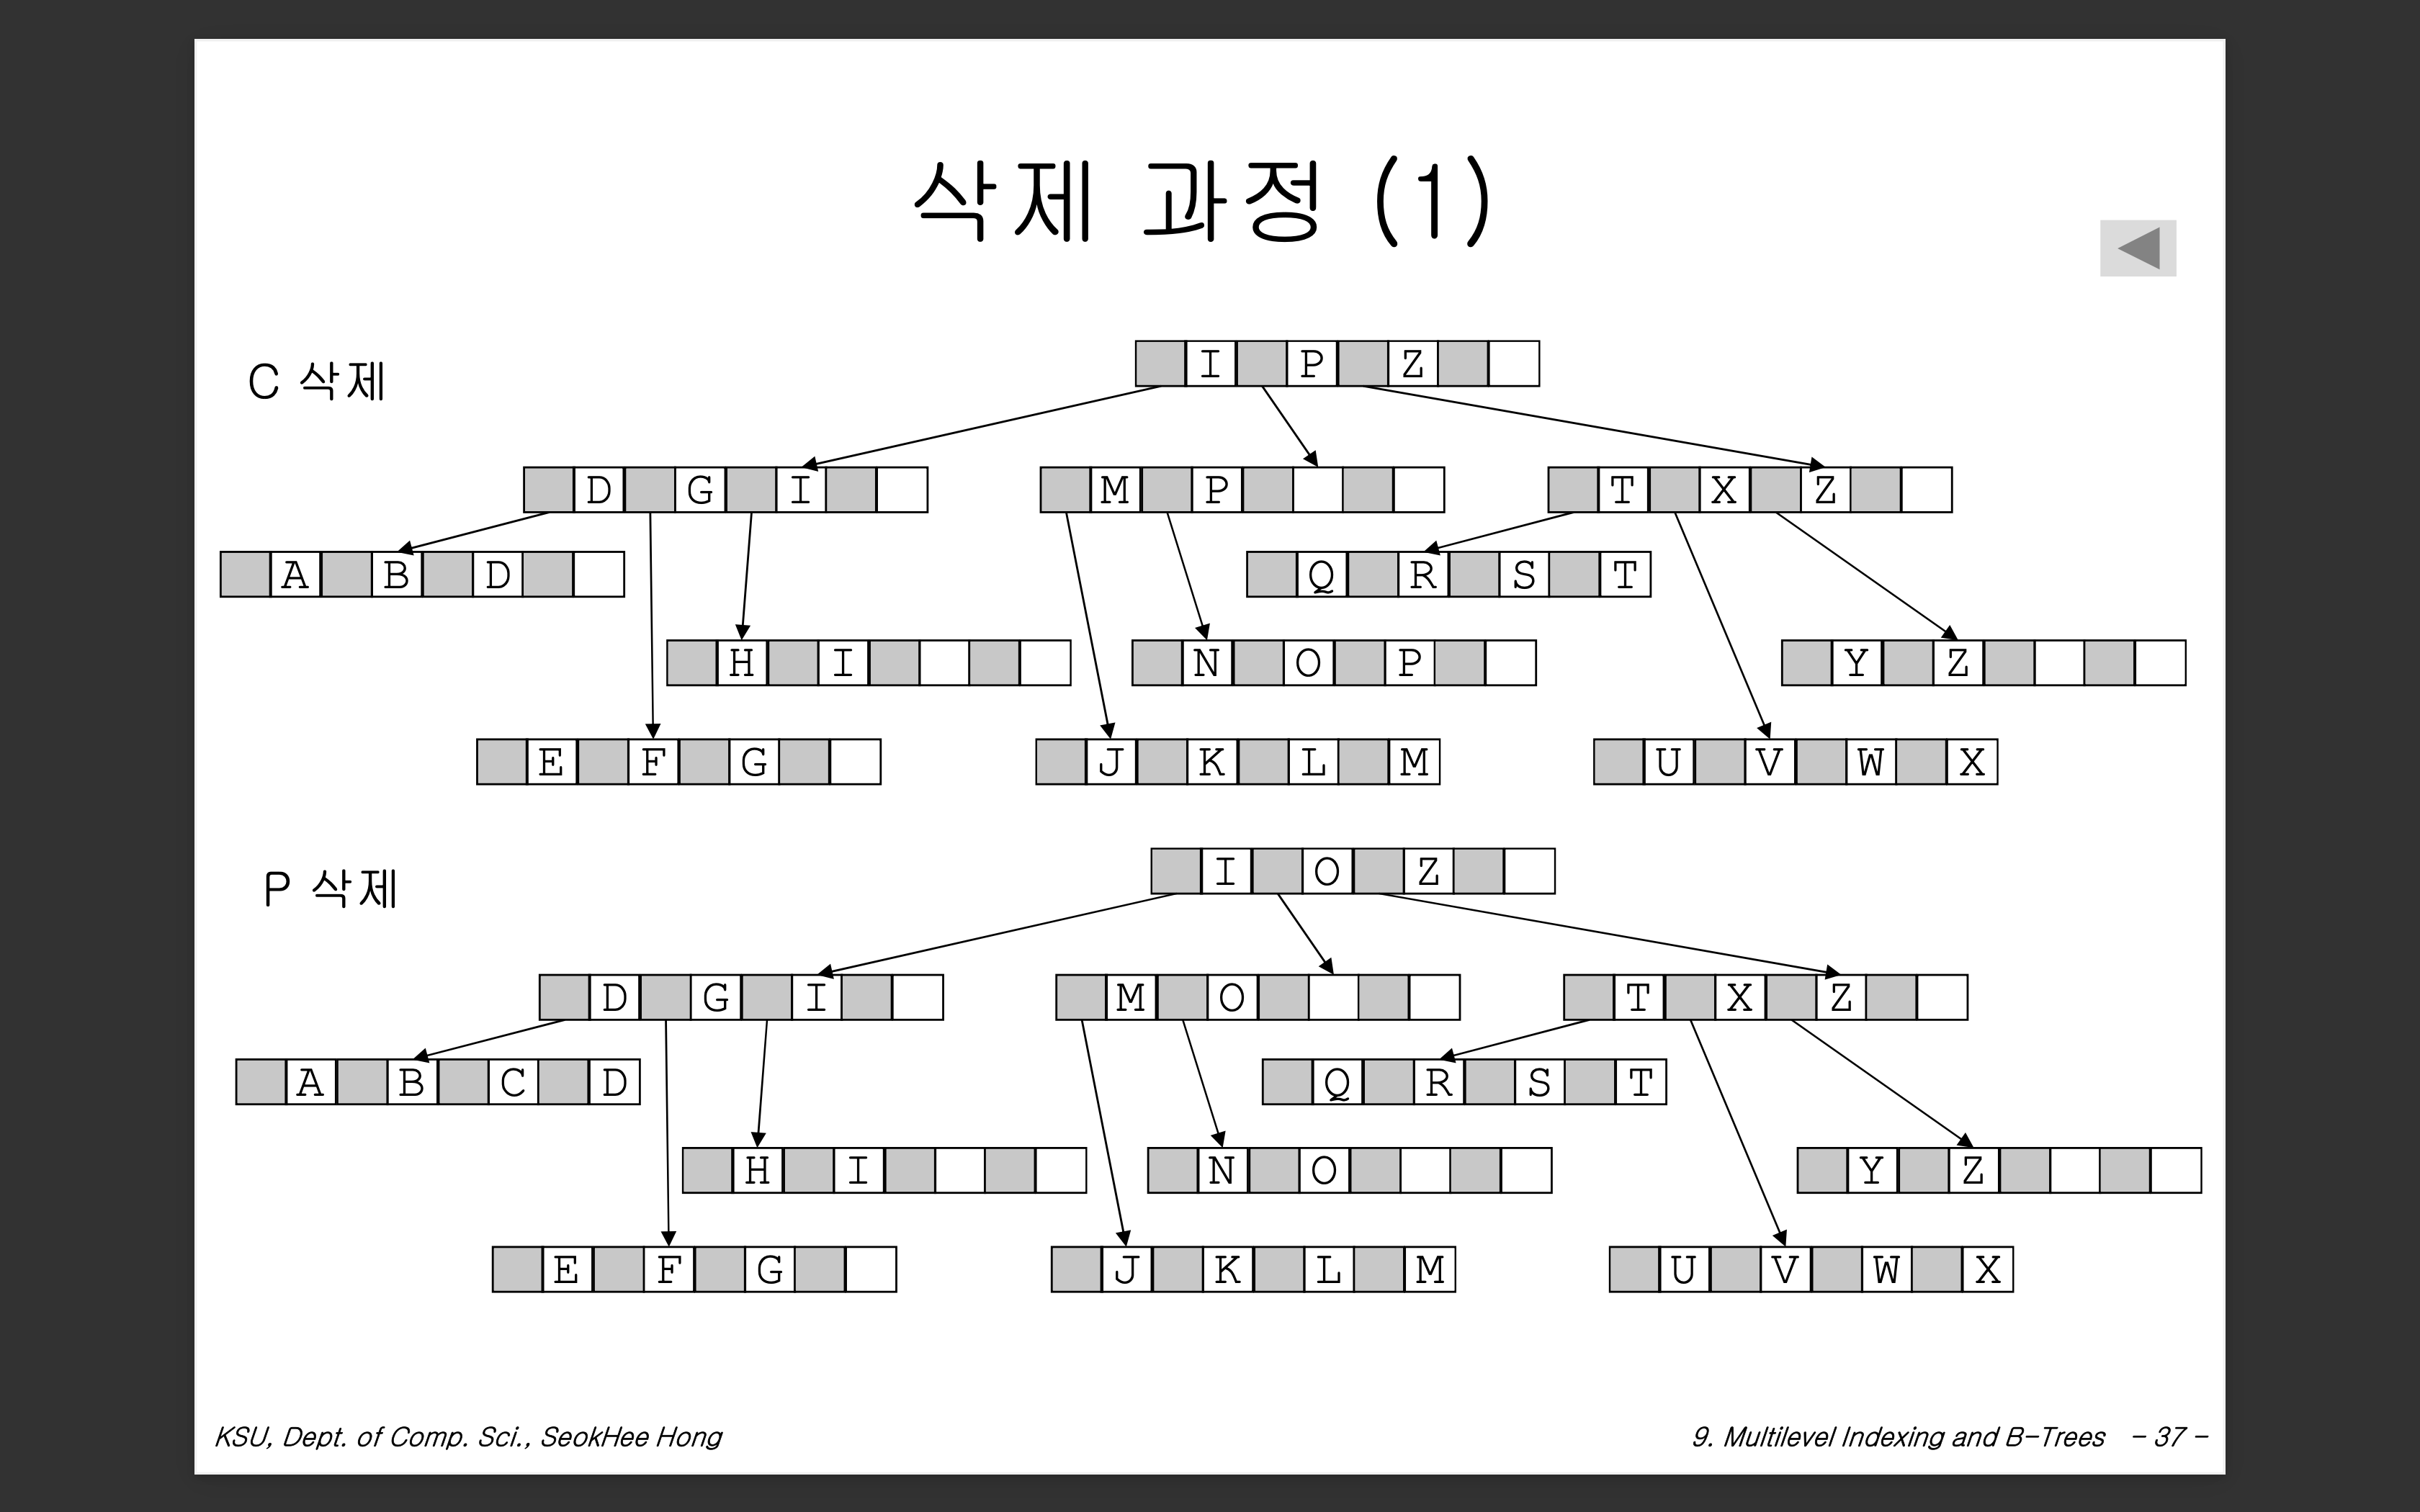 삭제 과정 (1)
C 삭제
I P Z
D G I
M P
T X Z
A B D
Q R S T
H I
N O P
Y Z
E F G
J K L M
U V W X
P 삭제
I O Z
D G I
M O
T X Z
A B C D
Q R S T
H I
N O
Y Z
E F G
J K L M
U V W X
KSU, Dept. of Comp. Sci., SeokHee Hong
9. Multilevel Indexing and B-Trees - 37 -